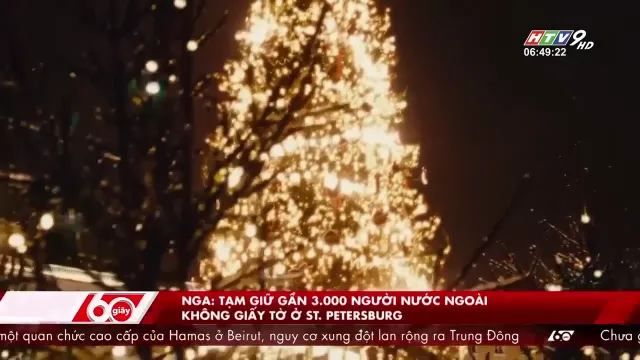 HTV9 HD
06:49:22
60 giây
NGA: TẠM GIỮ GẦN 3.000 NGƯỜI NƯỚC NGOÀI
KHÔNG GIẤY TỜ Ở ST. PETERSBURG
một quan chức cao cấp của Hamas ở Beirut, nguy cơ xung đột lan rộng ra Trung Đông 60 Chưa